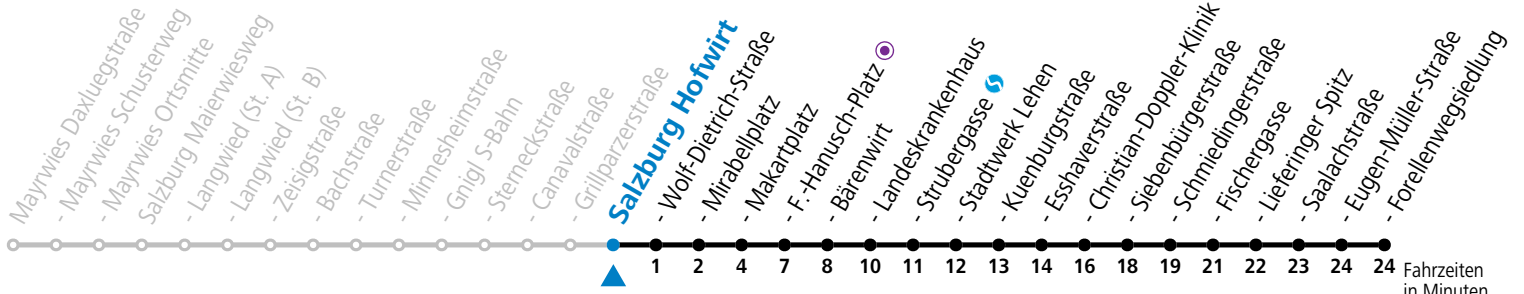 Mayrwies Daxluegstraße
- Mayrwies Schusterweg
- Mayrwies Ortsmitte
Salzburg Maierwiesweg
- Langwied (St. A)
- Langwied (St. B)
- Zeisigstraße
- Bachstraße
- Turnerstraße
- Minnesheimstraße
- Gnigl S-Bahn
- Sterneckstraße
- Canavalstraße
- Grillparzerstraße
Salzburg Hofwirt
- Wolf-Dietrich-Straße
- Mirabellplatz
- Makartplatz
- F.-Hanusch-Platz
- Bärenwirt
- Landeskrankenhaus
- Strubergasse
- Stadtwerk Lehen
- Kuenburgstraße
- Esshaverstraße
- Christian-Doppler-Klinik
- Siebenbürgerstraße
- Schmiedingerstraße
- Fischergasse
- Lieferinger Spitz
- Saalachstraße
- Eugen-Müller-Straße
- Forellenwegsiedlung
1 2 4 7 8 10 11 12 13 14 16 18 19 21 22 23 24 24 Fahrzeiten
in Minuten